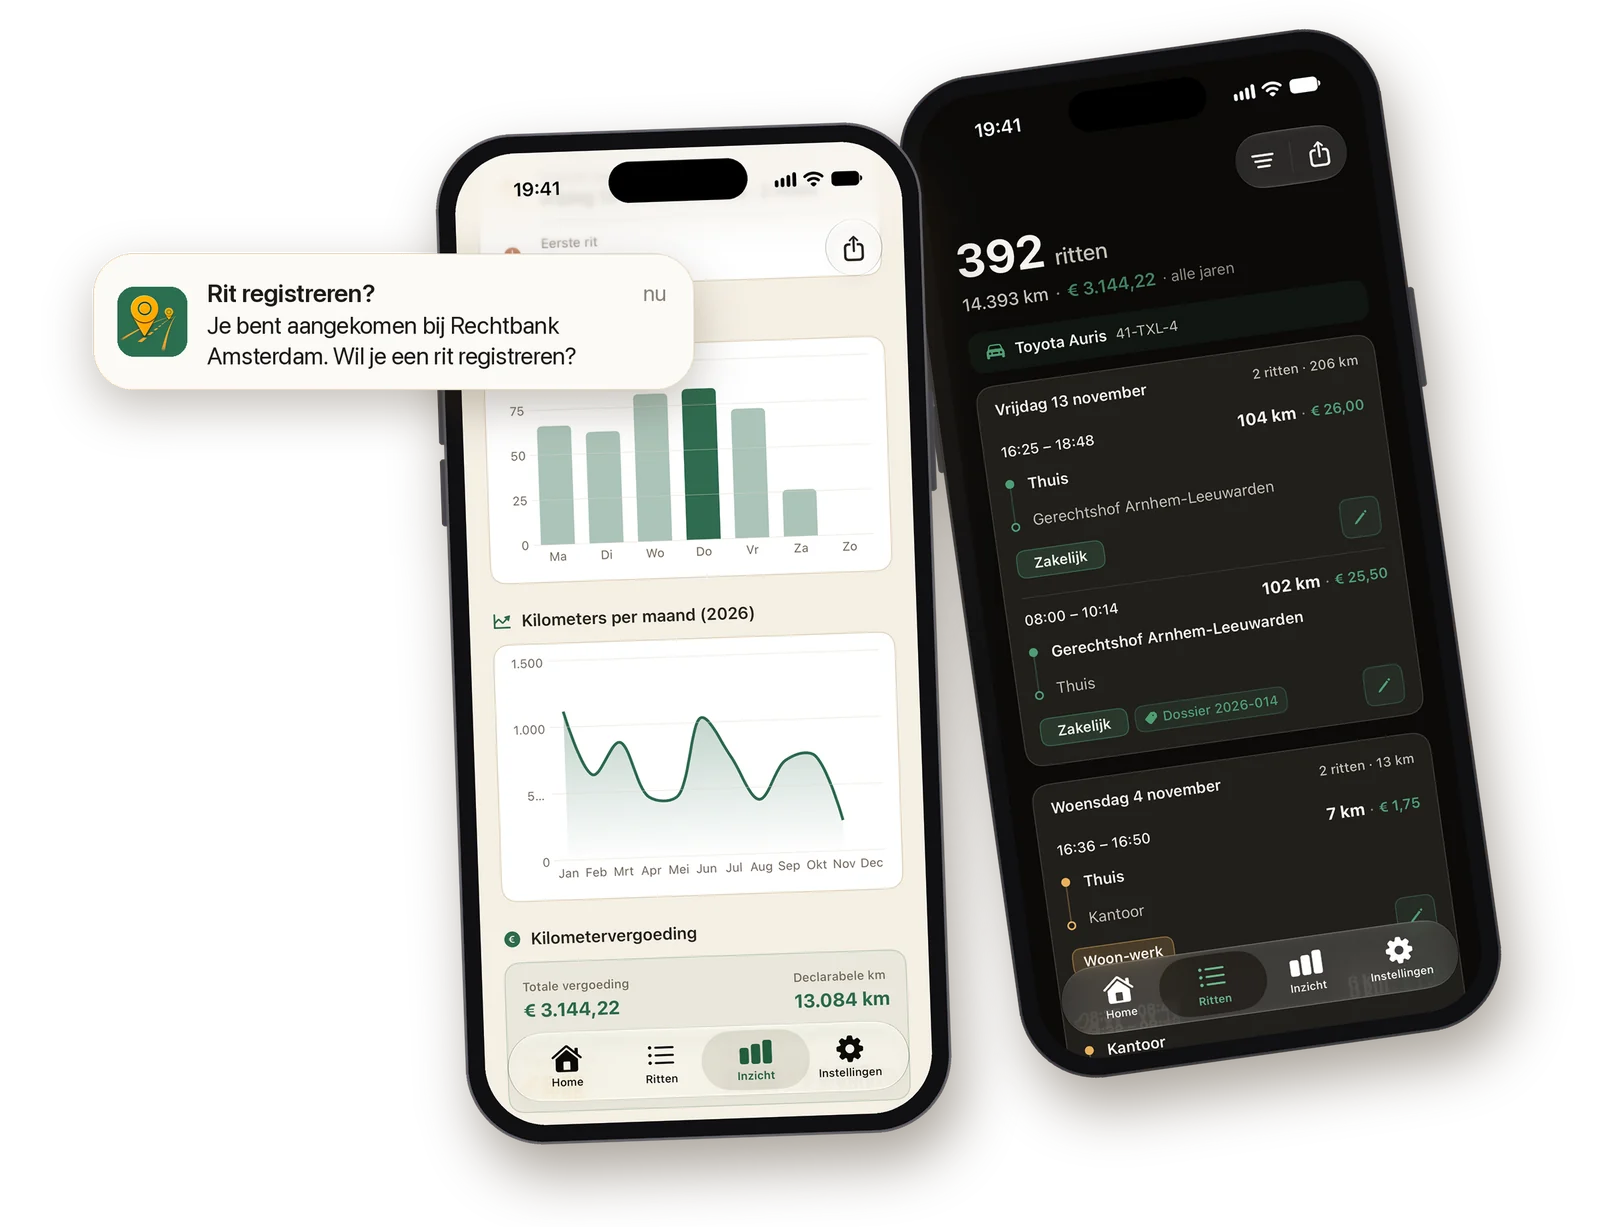 Rit registreren?
nu
Je bent aangekomen bij Rechtbank
Amsterdam. Wil je een rit registreren?
19:41
Eerste rit
75
50
25
0
Ma Di Wo Do Vr Za Zo
Kilometers per maand (2026)
1.500
1.000
5...
0
Jan Feb Mrt Apr Mei Jun Jul Aug Sep Okt Nov Dec
Kilometervergoeding
Totale vergoeding
Declarabele km
€ 3.144,22
13.084 km
Home
Ritten
Inzicht
Instellingen
19:41
392 ritten
14.393 km · € 3.144,22 · alle jaren
Toyota Auris 41-TXL-4
Vrijdag 13 november
2 ritten · 206 km
16:25 – 18:48
104 km · € 26,00
Thuis
Gerechtshof Arnhem-Leeuwarden
Zakelijk
08:00 – 10:14
102 km · € 25,50
Gerechtshof Arnhem-Leeuwarden
Thuis
Zakelijk
Dossier 2026-014
Woensdag 4 november
2 ritten · 13 km
16:36 – 16:50
7 km · € 1,75
Thuis
Kantoor
Woon-werk
Home
Ritten
Inzicht
Instellingen
Kantoor